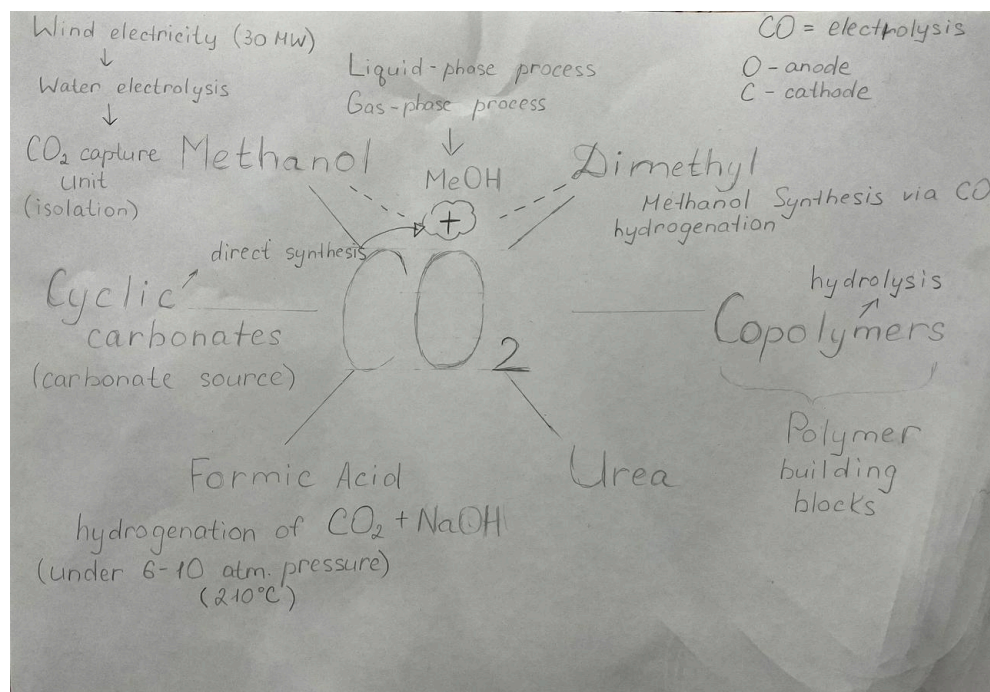 Wind electricity (30 MW)
↓
Water electrolysis
↓
CO₂ capture
unit
(isolation)
Methanol
Liquid-phase process
Gas-phase process
↓
MeOH
+
CO = electrolysis
O - anode
C - cathode
Dimethyl
Methanol Synthesis via CO
hydrogenation
direct synthesis
Cyclic
carbonates
(carbonate source)
CO₂
hydrolysis
Copolymers
Polymer
building
blocks
Formic Acid
hydrogenation of CO₂ + NaOH
(under 6-10 atm. pressure)
(210°C)
Urea